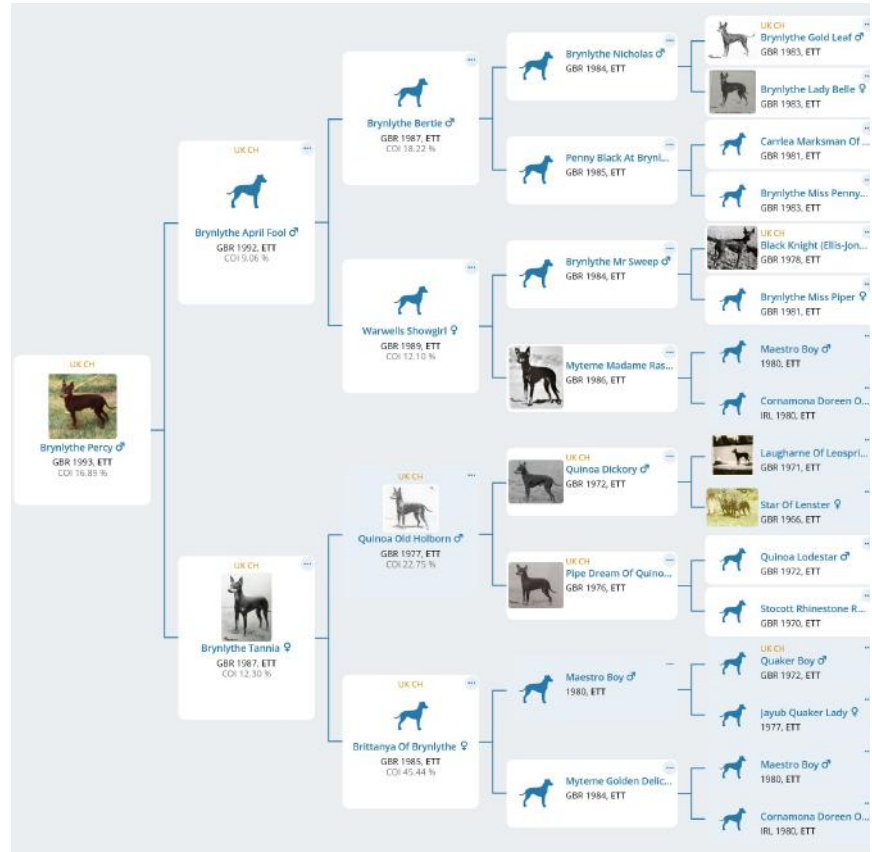 UK CH
Brynlythe Percy ♂
GBR 1993, ETT
COI 16.89 %
UK CH
Brynlythe April Fool ♂
GBR 1992, ETT
COI 9.06 %
UK CH
Brynlythe Tannia ♀
GBR 1987, ETT
COI 12.30 %
Brynlythe Bertie ♂
GBR 1987, ETT
COI 18.22 %
Warwells Showgirl ♀
GBR 1989, ETT
COI 12.10 %
UK CH
Quinoa Old Holborn ♂
GBR 1977, ETT
COI 22.75 %
UK CH
Brittanya Of Brynlythe ♀
GBR 1985, ETT
COI 45.44 %
Brynlythe Nicholas ♂
GBR 1984, ETT
Penny Black At Brynl...
GBR 1985, ETT
Brynlythe Mr Sweep ♂
GBR 1984, ETT
Myterne Madame Ras...
GBR 1986, ETT
UK CH
Quinoa Dickory ♂
GBR 1972, ETT
UK CH
Pipe Dream Of Quino...
GBR 1976, ETT
Maestro Boy ♂
1980, ETT
Myterne Golden Delic...
GBR 1984, ETT
UK CH
Brynlythe Gold Leaf ♂
GBR 1983, ETT
Brynlythe Lady Belle ♀
GBR 1983, ETT
Carrlea Marksman Of ...
GBR 1981, ETT
Brynlythe Miss Penny...
GBR 1983, ETT
UK CH
Black Knight (Ellis-Jon...
GBR 1978, ETT
Brynlythe Miss Piper ♀
GBR 1981, ETT
Maestro Boy ♂
1980, ETT
Cornamona Doreen O...
IRL 1980, ETT
Laugharne Of Leospri...
GBR 1971, ETT
Star Of Lenster ♀
GBR 1966, ETT
Quinoa Lodestar ♂
GBR 1972, ETT
Stocott Rhinestone R...
GBR 1970, ETT
UK CH
Quaker Boy ♂
GBR 1972, ETT
Jayub Quaker Lady ♀
1977, ETT
Maestro Boy ♂
1980, ETT
Cornamona Doreen O...
IRL 1980, ETT